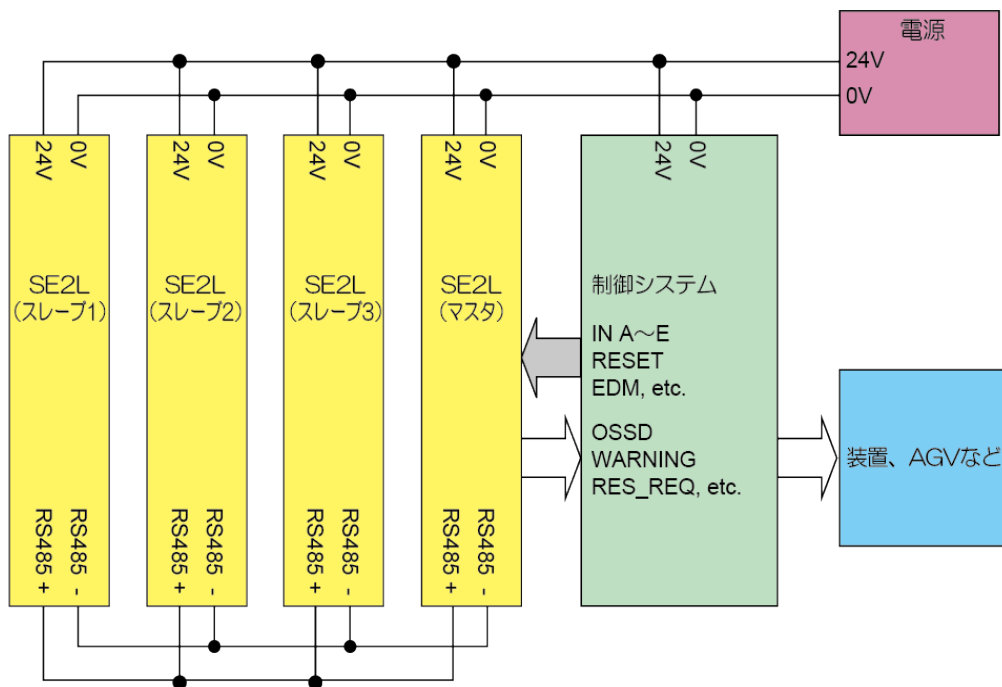 電源
24V
0V
24V
0V
24V
0V
24V
0V
24V
0V
24V
0V
SE2L
(スレーブ1)
SE2L
(スレーブ2)
SE2L
(スレーブ3)
SE2L
(マスタ)
制御システム
IN A～E
RESET
EDM, etc.
OSSD
WARNING
RES_REQ, etc.
装置、AGVなど
RS485 +
RS485 -
RS485 +
RS485 -
RS485 +
RS485 -
RS485 +
RS485 -